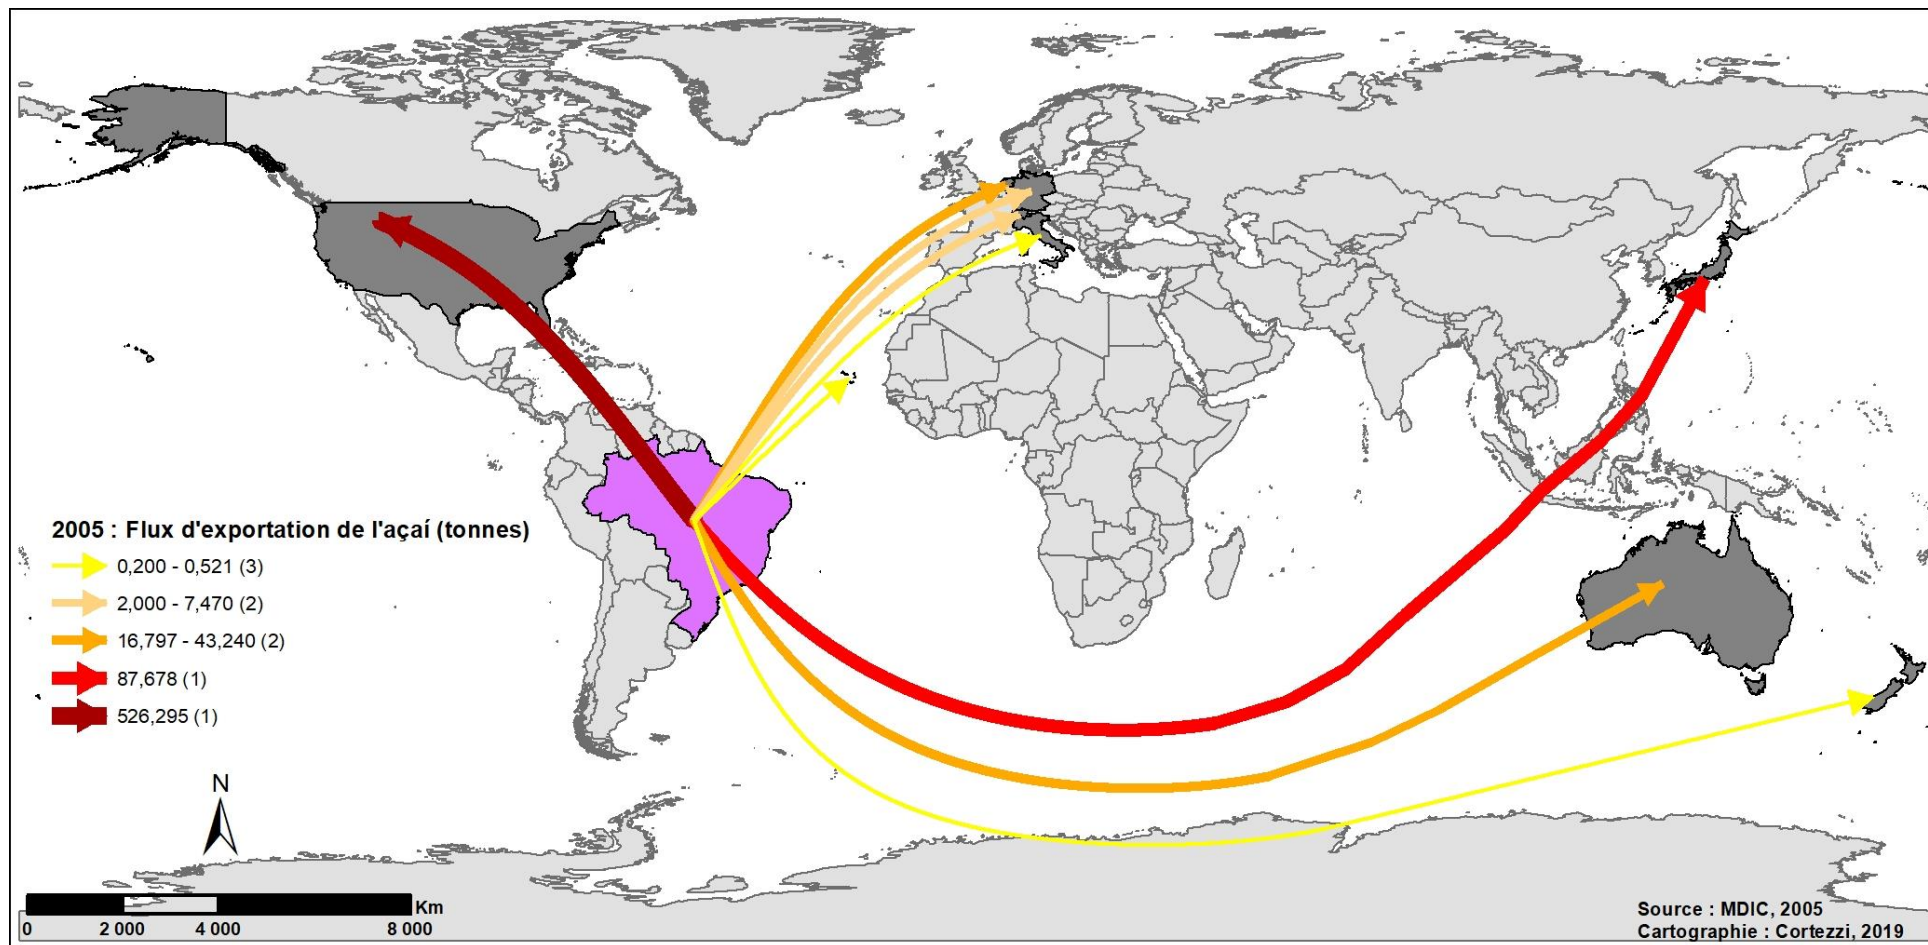 2005 : Flux d'exportation de l'açaí (tonnes)
0,200 - 0,521 (3)
2,000 - 7,470 (2)
16,797 - 43,240 (2)
87,678 (1)
526,295 (1)
N
Km
0 2 000 4 000 8 000
Source : MDIC, 2005
Cartographie : Cortezzi, 2019